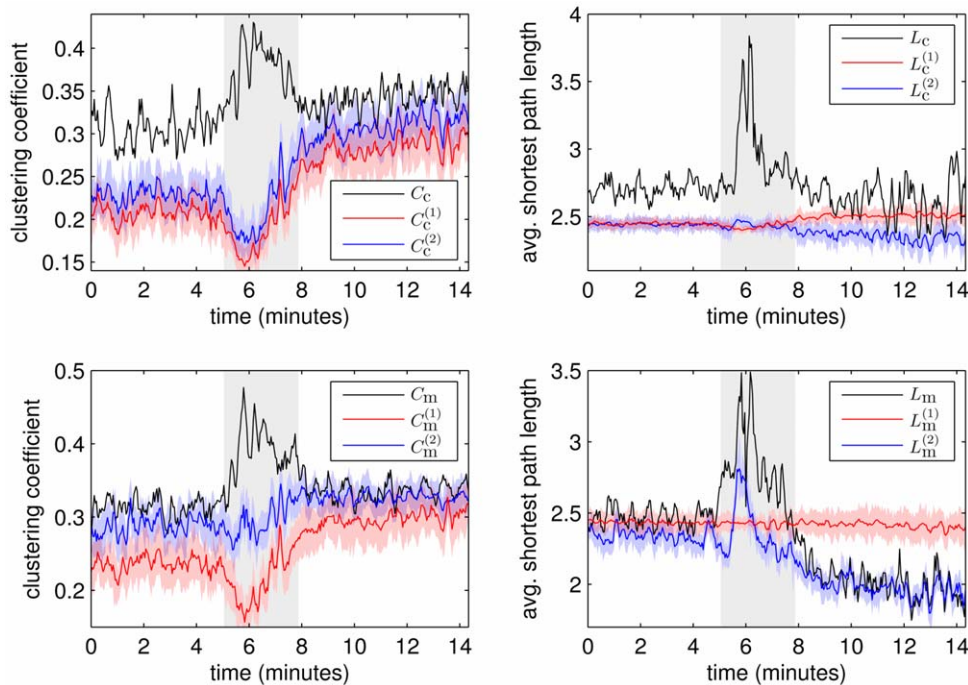 clustering coefficient
0.4
0.35
0.3
0.25
0.2
0.15
0 2 4 6 8 10 12 14
time (minutes)
C_c
C_c^(1)
C_c^(2)
avg. shortest path length
4
3.5
3
2.5
0 2 4 6 8 10 12 14
time (minutes)
L_c
L_c^(1)
L_c^(2)
clustering coefficient
0.5
0.4
0.3
0.2
0 2 4 6 8 10 12 14
time (minutes)
C_m
C_m^(1)
C_m^(2)
avg. shortest path length
3.5
3
2.5
2
0 2 4 6 8 10 12 14
time (minutes)
L_m
L_m^(1)
L_m^(2)